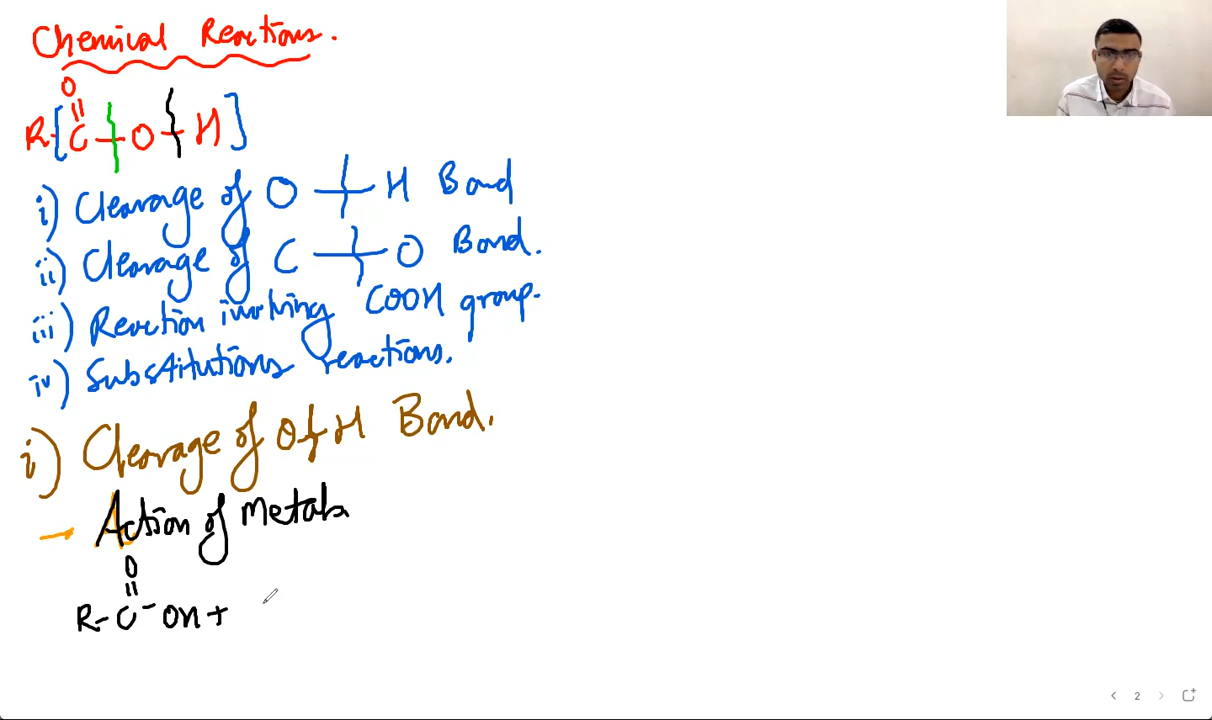 Chemical Reactions.
O
R[C-O-H]
i) Cleavage of O-H Bond
ii) Cleavage of C-O Bond.
iii) Reaction involving COOH group.
iv) Substitutions reactions.
i) Cleavage of O-H Bond.
- Action of Metals
O
R-C-OH+
2